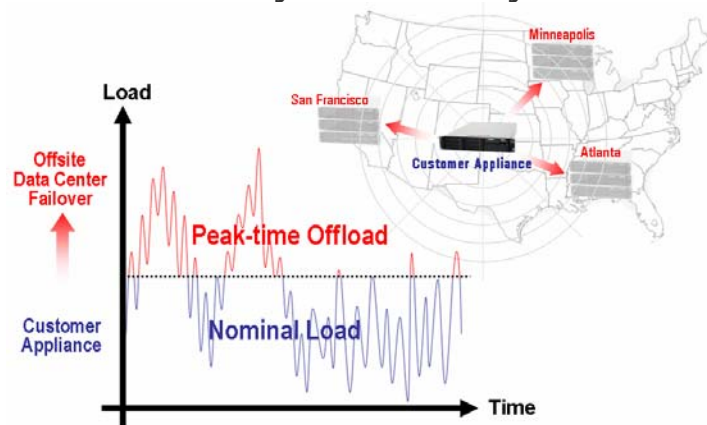 Minneapolis
Load
San Francisco
Customer Appliance
Atlanta
Offsite
Data Center
Failover
Peak-time Offload
Customer
Appliance
Nominal Load
Time